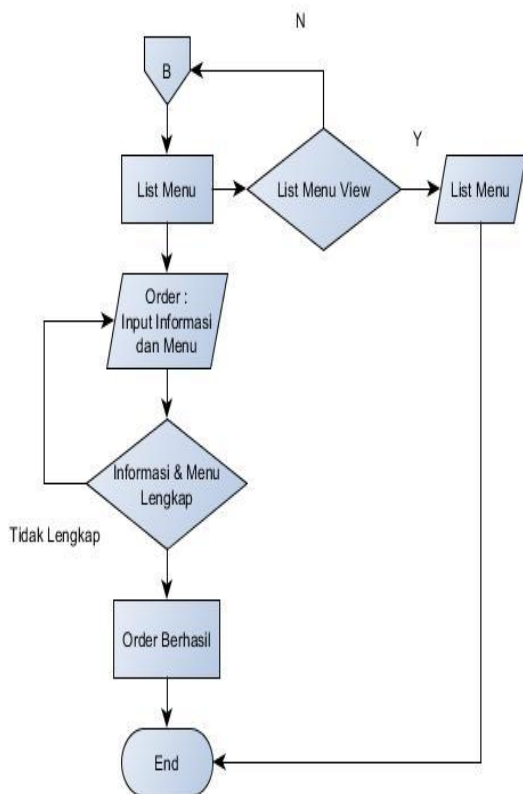 N
B
Y
List Menu
List Menu View
List Menu
Order :
Input Informasi
dan Menu
Informasi & Menu
Lengkap
Tidak Lengkap
Order Berhasil
End